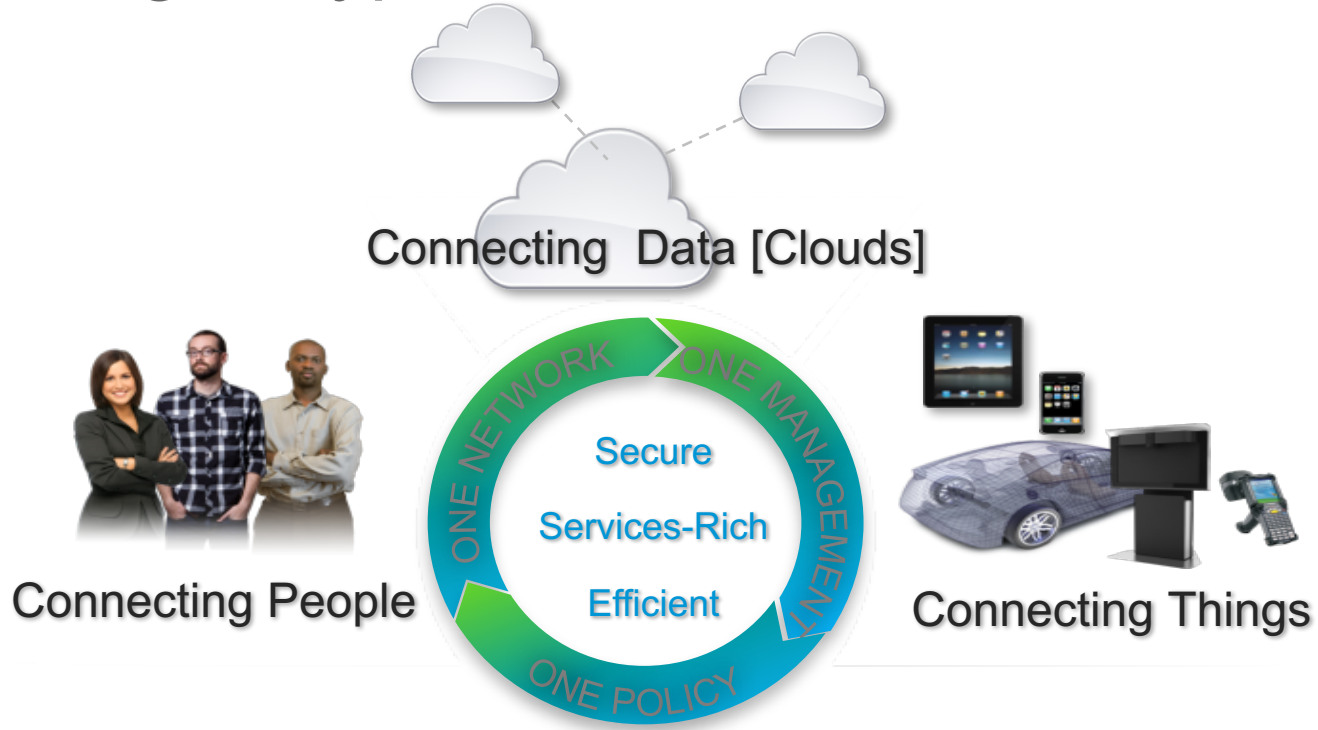 Connecting Data [Clouds]
ONE NETWORK
ONE MANAGEMENT
Secure
Services-Rich
Efficient
ONE POLICY
Connecting People
Connecting Things